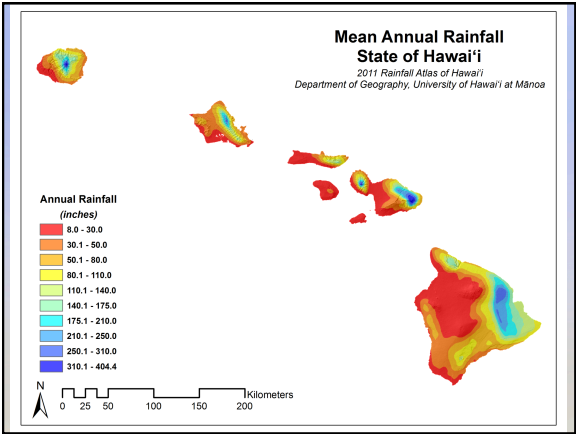 Mean Annual Rainfall
State of Hawai‘i
2011 Rainfall Atlas of Hawai‘i
Department of Geography, University of Hawai‘i at Mānoa
Annual Rainfall
(inches)
8.0 - 30.0
30.1 - 50.0
50.1 - 80.0
80.1 - 110.0
110.1 - 140.0
140.1 - 175.0
175.1 - 210.0
210.1 - 250.0
250.1 - 310.0
310.1 - 404.4
N
Kilometers
0 25 50 100 150 200